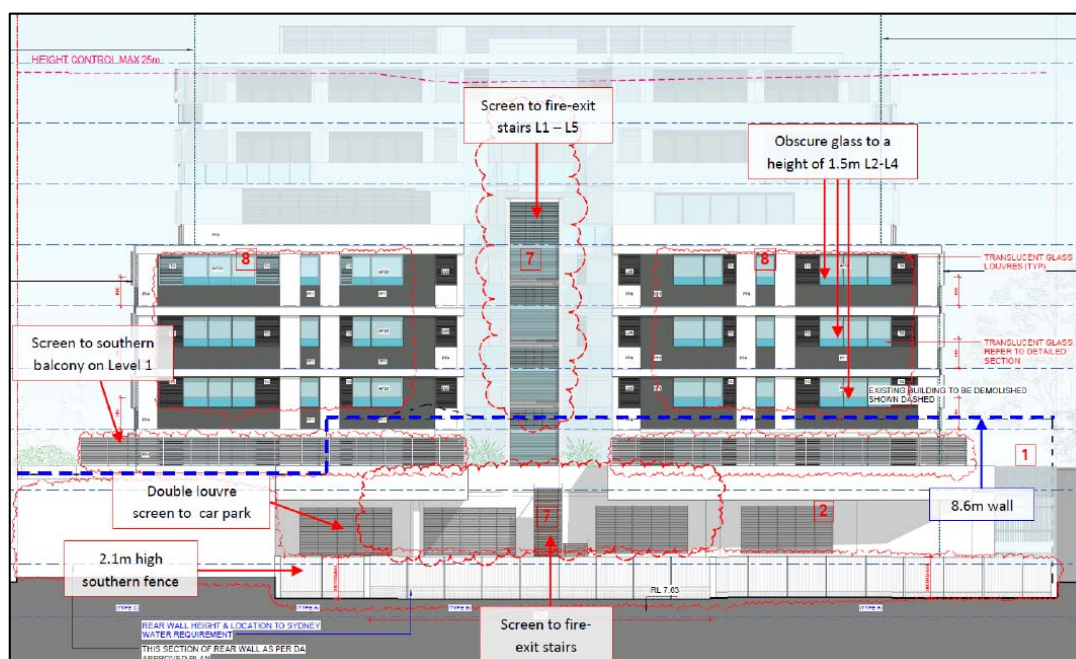 HEIGHT CONTROL MAX 25m
Screen to fire-exit
stairs L1 – L5
Obscure glass to a
height of 1.5m L2-L4
8
7
8
TRANSLUCENT GLASS
LOUVRES (TYP)
Screen to southern
balcony on Level 1
TRANSLUCENT GLASS
REFER TO DETAILED
SECTION
EXISTING BUILDING TO BE DEMOLISHED
SHOWN DASHED
1
8.6m wall
Double louvre
screen to car park
7
2
2.1m high
southern fence
RL 7.63
REAR WALL HEIGHT & LOCATION TO SYDNEY
WATER REQUIREMENT
THIS SECTION OF REAR WALL AS PER DA
APPROVED PLAN
Screen to fire-
exit stairs